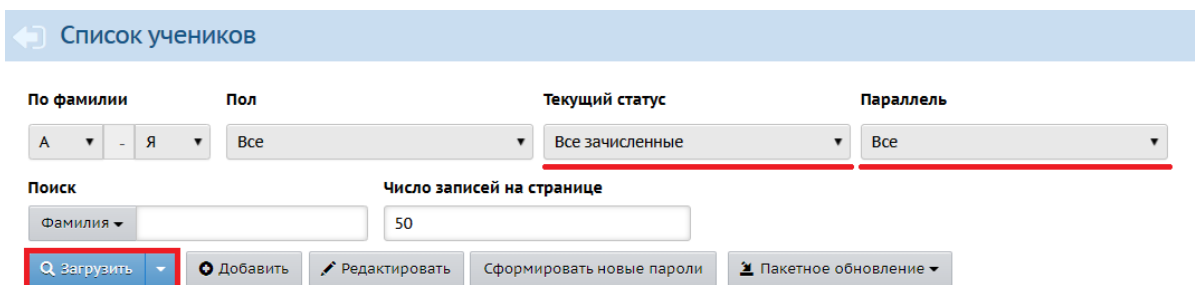 Список учеников
По фамилии Пол Текущий статус Параллель
А - Я Все Все зачисленные Все
Поиск Число записей на странице
Фамилия 50
Загрузить Добавить Редактировать Сформировать новые пароли Пакетное обновление